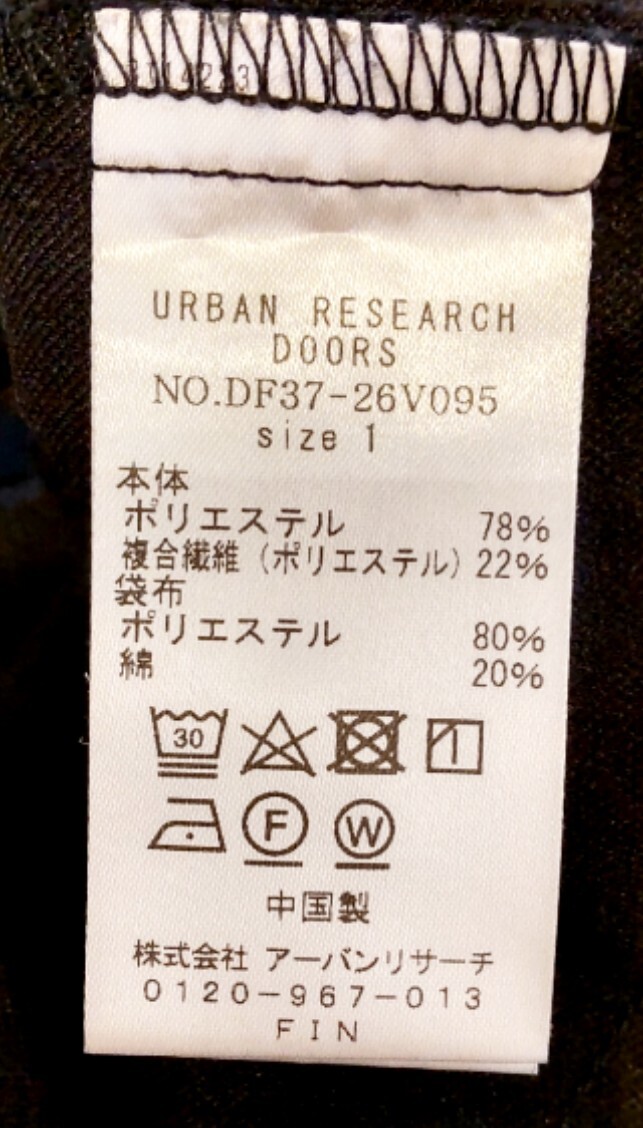 URBAN RESEARCH
DOORS
NO.DF37-26V095
size 1
本体
ポリエステル 78%
複合繊維(ポリエステル) 22%
袋布
ポリエステル 80%
綿 20%
30
F W
中国製
株式会社 アーバンリサーチ
0120-967-013
FIN